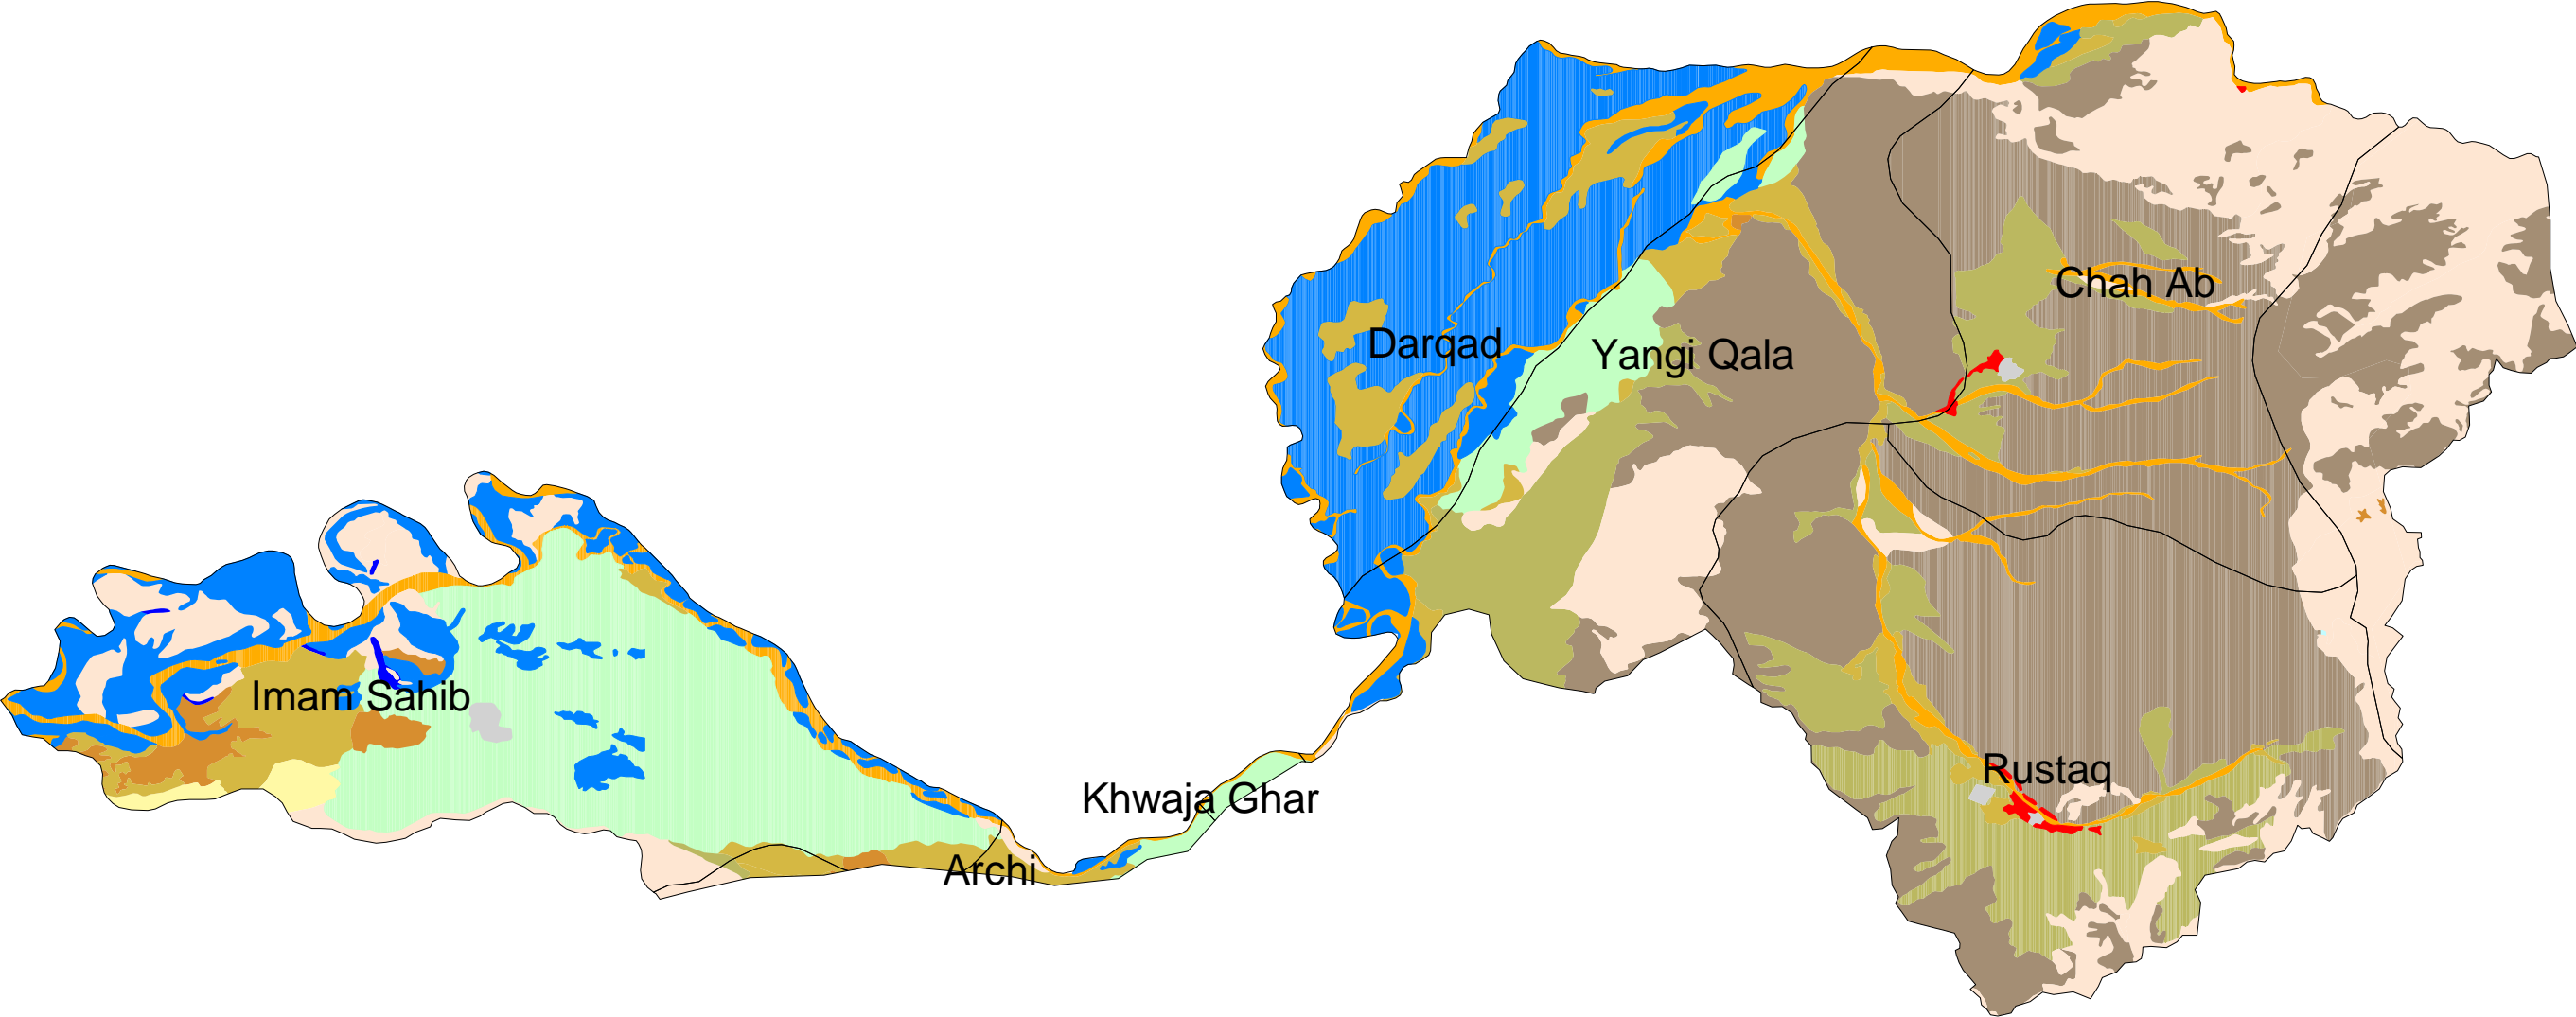 Chah Ab
Darqad
Yangi Qala
Imam Sahib
Rustaq
Khwaja Ghar
Archi